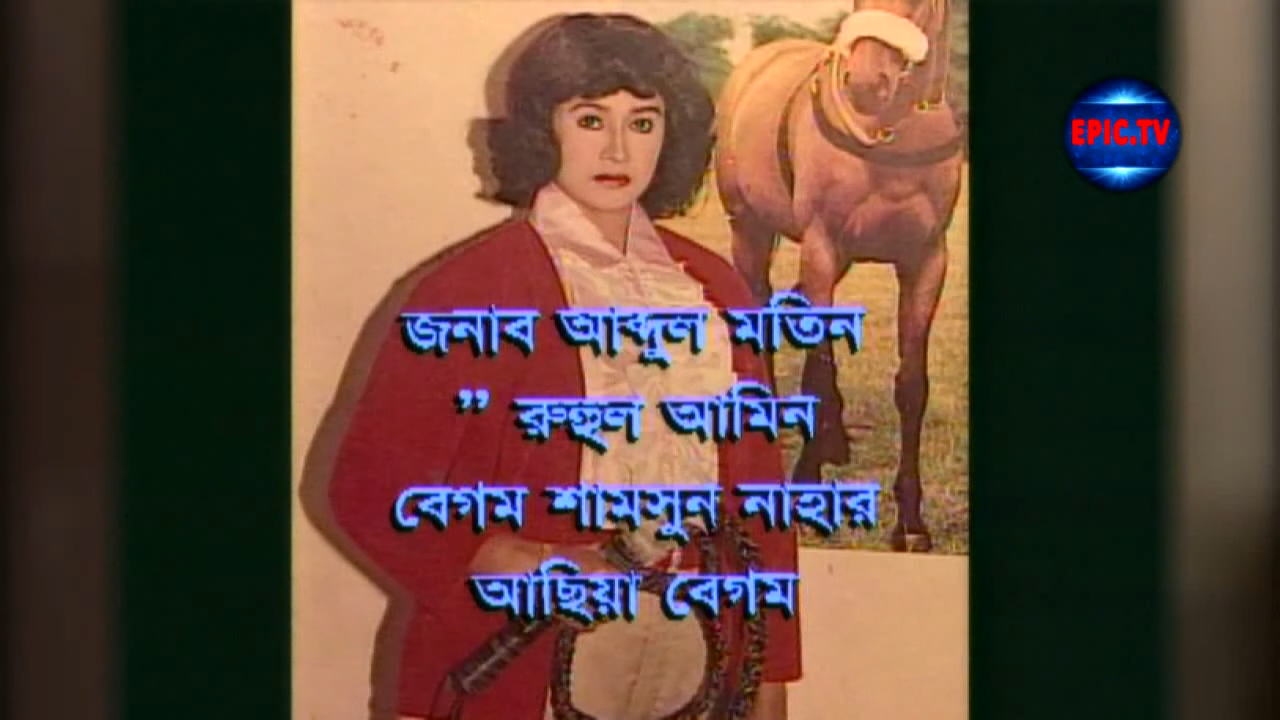 EPIC.TV
জনাব আব্দুল মতিন
” রুহুল আমিন
বেগম শামসুন নাহার
আছিয়া বেগম